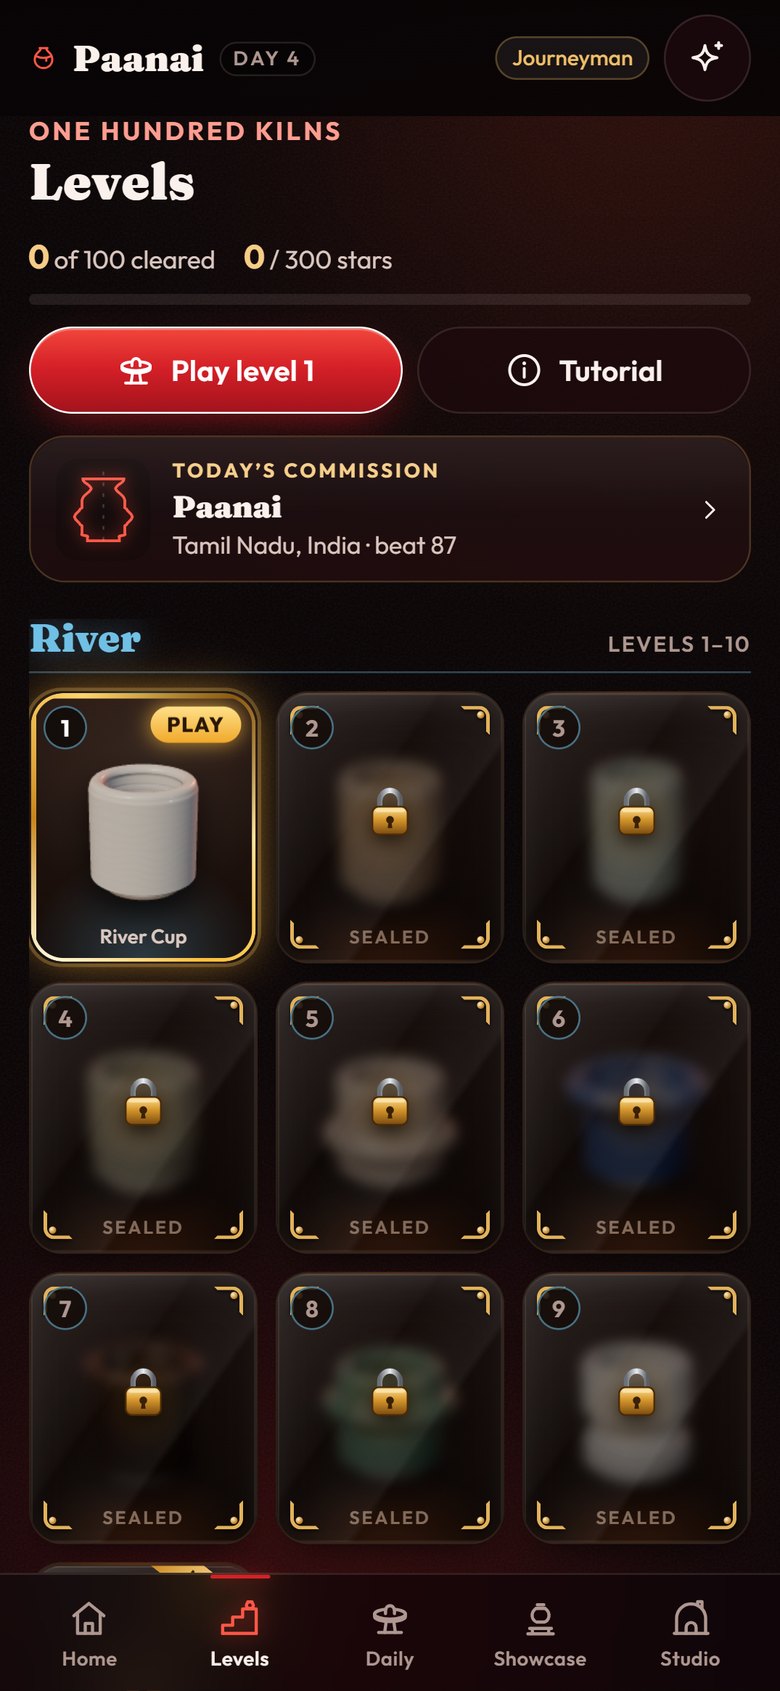 Paanai DAY 4 Journeyman
ONE HUNDRED KILNS
Levels
0 of 100 cleared 0 / 300 stars
Play level 1 Tutorial
TODAY’S COMMISSION
Paanai
Tamil Nadu, India · beat 87
River LEVELS 1–10
1 PLAY 2 3
River Cup SEALED SEALED
4 5 6
SEALED SEALED SEALED
7 8 9
SEALED SEALED SEALED
Home Levels Daily Showcase Studio